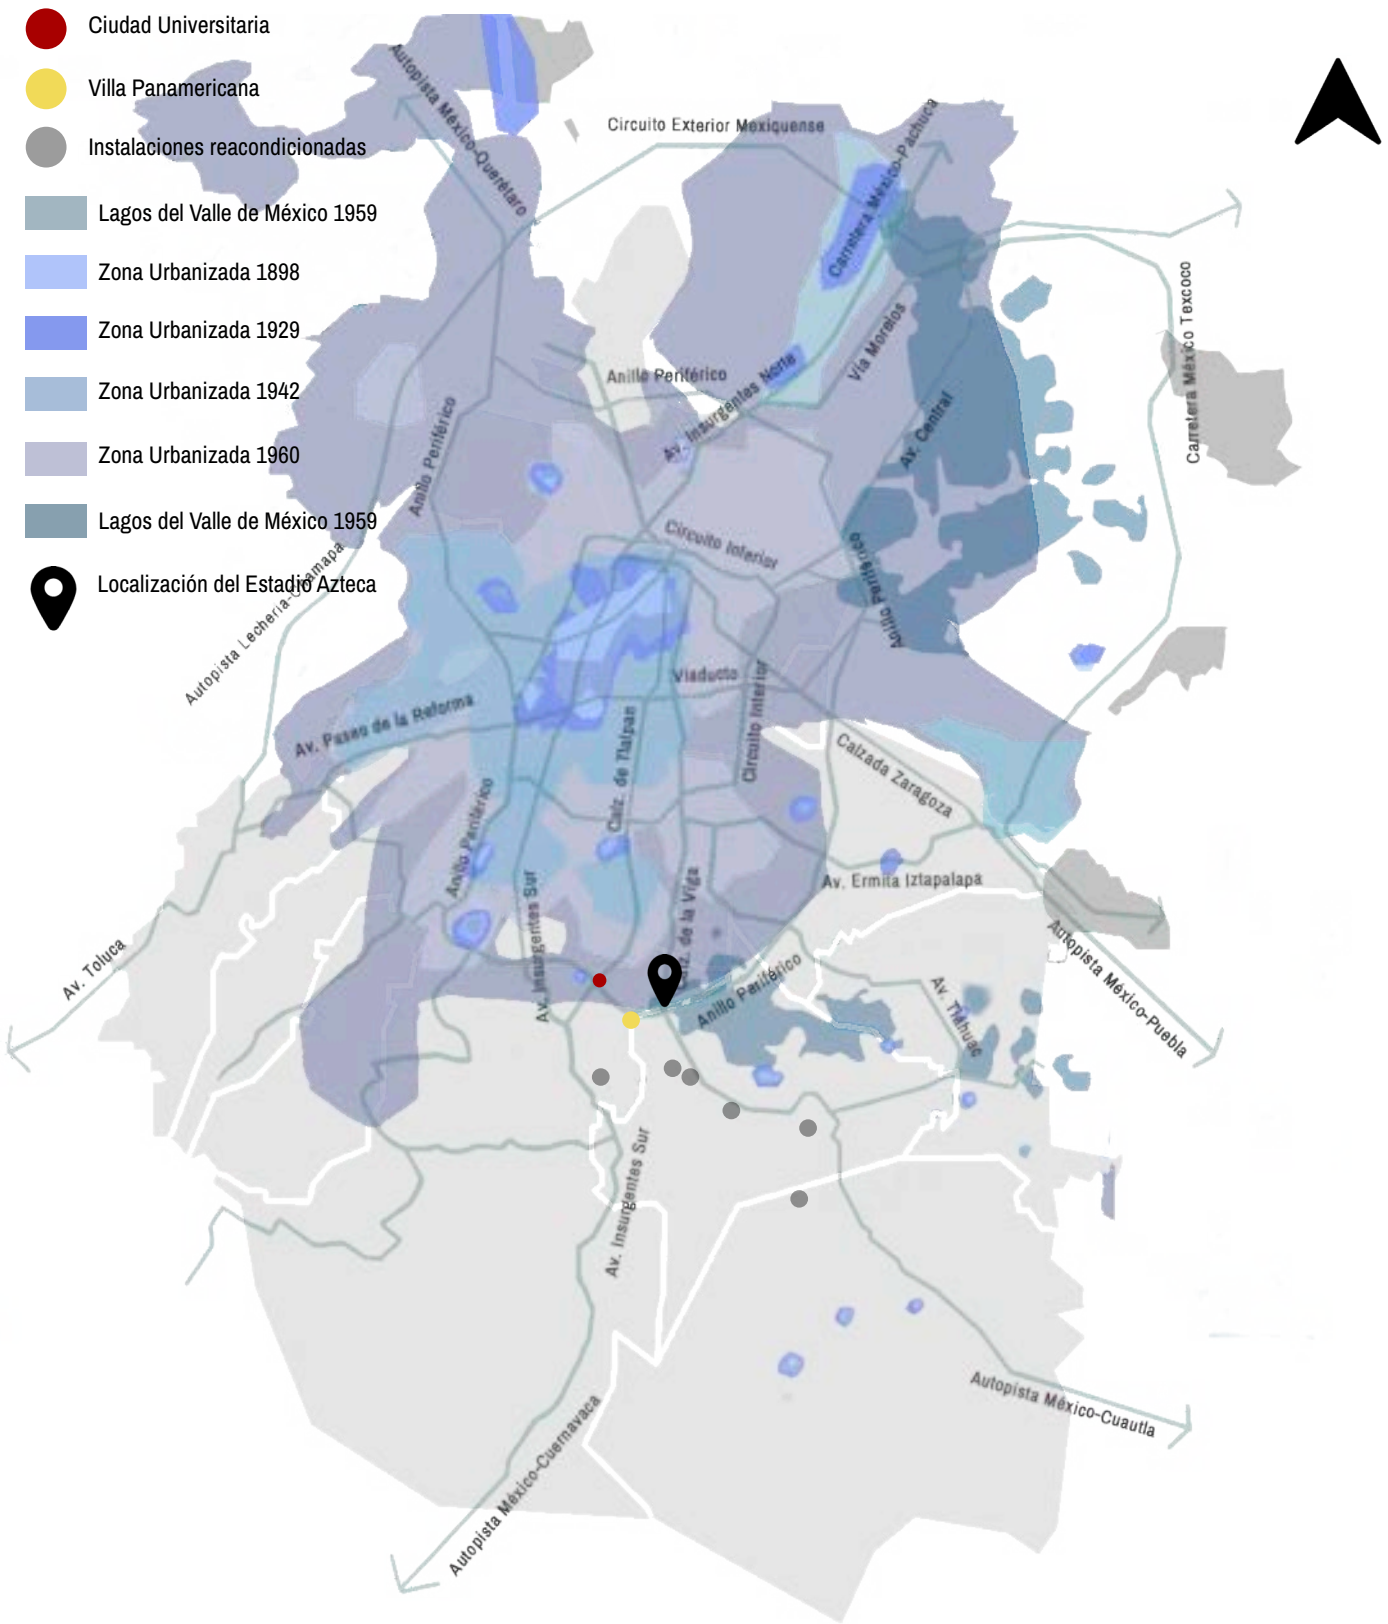 Ciudad Universitaria
Villa Panamericana
Instalaciones reacondicionadas
Lagos del Valle de México 1959
Zona Urbanizada 1898
Zona Urbanizada 1929
Zona Urbanizada 1942
Zona Urbanizada 1960
Lagos del Valle de México 1959
Localización del Estadio Azteca
Autopista México-Querétaro
Circuito Exterior Mexiquense
Carretera México-Pachuca
Carretera México Texcoco
Vía Morelos
Anillo Periférico
Av. Insurgentes Norte
Av. Central
Anillo Periférico
Circuito Interior
Anillo Periférico
Autopista Lechería-Chamapa
Viaducto
Circuito Interior
Av. Paseo de la Reforma
Calz. de Tlalpan
Calzada Zaragoza
Anillo Periférico
Av. Insurgentes Sur
Calz. de la Viga
Av. Ermita Iztapalapa
Av. Toluca
Anillo Periférico
Av. Tláhuac
Autopista México-Puebla
Av. Insurgentes Sur
Autopista México-Cuernavaca
Autopista México-Cuautla